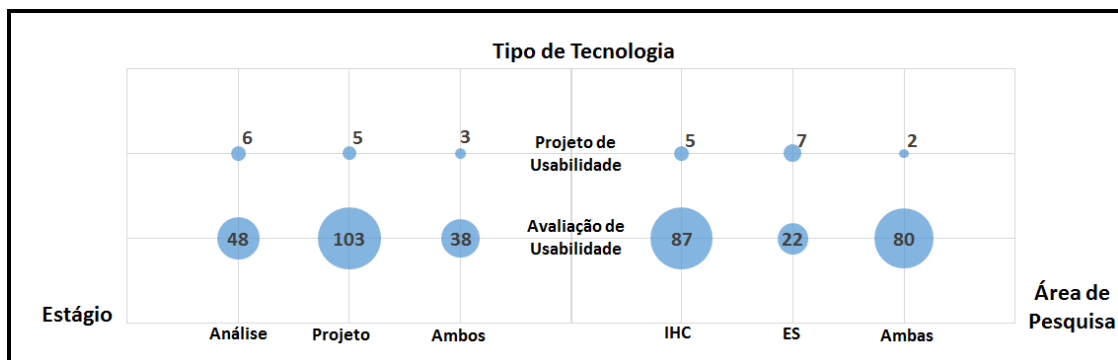 Tipo de Tecnologia
6
5
3
Projeto de
Usabilidade
5
7
2
48
103
38
Avaliação de
Usabilidade
87
22
80
Estágio
Análise
Projeto
Ambos
IHC
ES
Ambas
Área de
Pesquisa